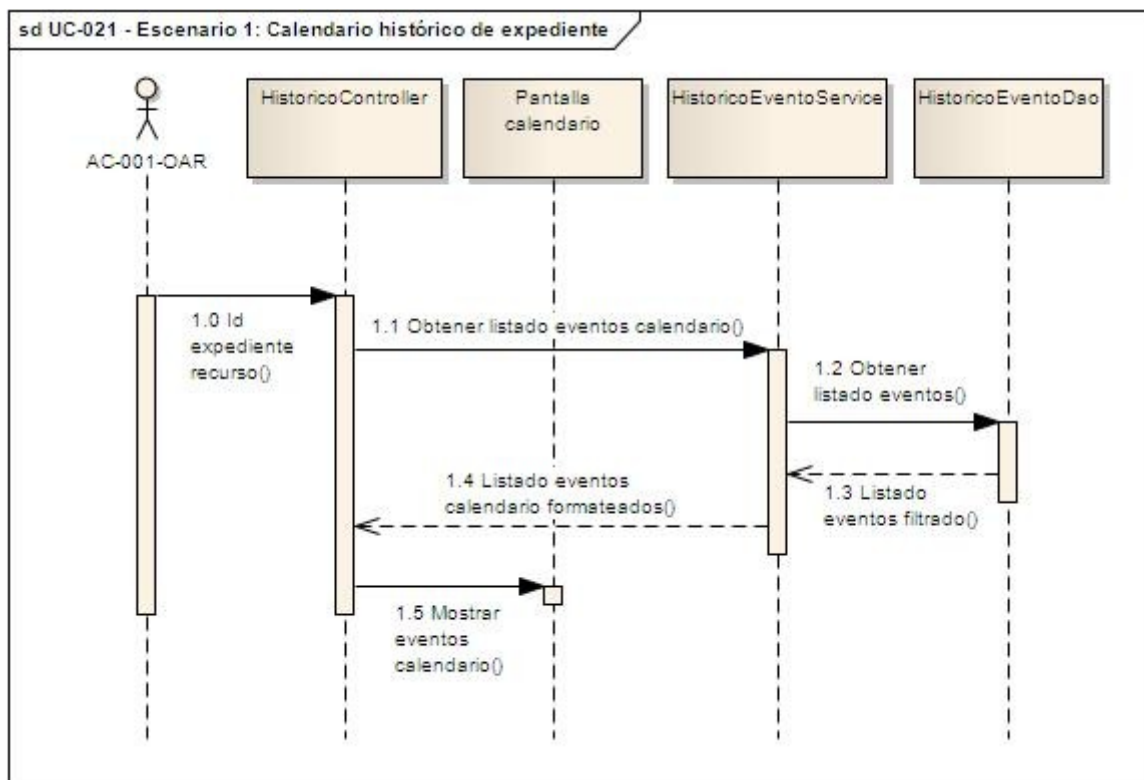 sd UC-021 - Escenario 1: Calendario histórico de expediente
AC-001-OAR
HistoricoController
Pantalla
calendario
HistoricoEventoService
HistoricoEventoDao
1.0 Id
expediente
recurso()
1.1 Obtener listado eventos calendario()
1.2 Obtener
listado eventos()
1.3 Listado
eventos filtrado()
1.4 Listado eventos
calendario formateados()
1.5 Mostrar
eventos
calendario()